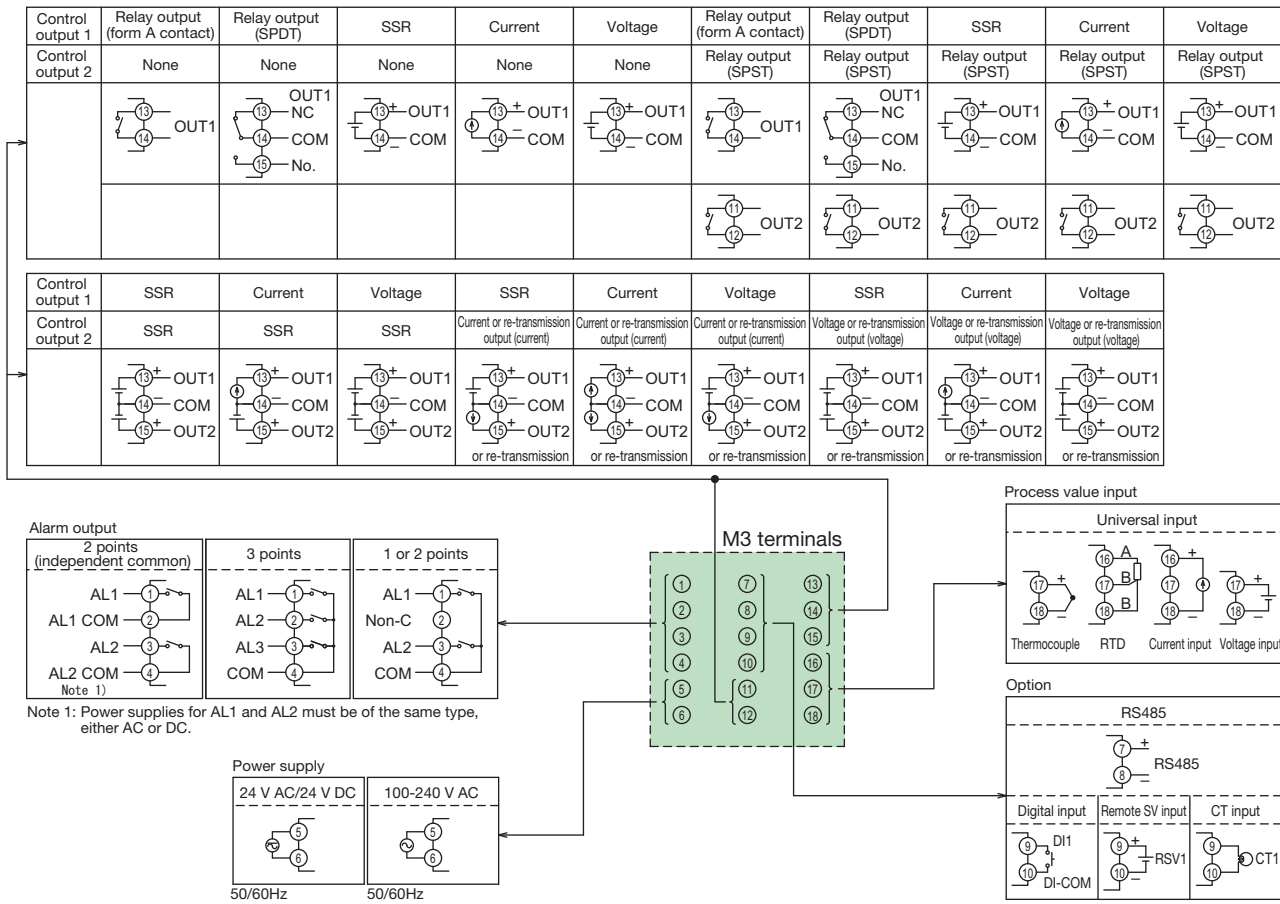 Control output 1 Relay output (form A contact) Relay output (SPDT) SSR Current Voltage Relay output (form A contact) Relay output (SPDT) SSR Current Voltage
Control output 2 None None None None None Relay output (SPST) Relay output (SPST) Relay output (SPST) Relay output (SPST) Relay output (SPST)
13 14 OUT1
OUT1 13 NC 14 COM 15 No.
13 + OUT1 14 − COM
13 + OUT1 14 − COM
13 + OUT1 14 − COM
13 14 OUT1
OUT1 13 NC 14 COM 15 No.
13 + OUT1 14 − COM
13 + OUT1 14 − COM
13 + OUT1 14 − COM
11 12 OUT2
11 12 OUT2
11 12 OUT2
11 12 OUT2
11 12 OUT2
Control output 1 SSR Current Voltage SSR Current Voltage SSR Current Voltage
Control output 2 SSR SSR SSR Current or re-transmission output (current) Current or re-transmission output (current) Current or re-transmission output (current) Voltage or re-transmission output (voltage) Voltage or re-transmission output (voltage) Voltage or re-transmission output (voltage)
13 + OUT1 14 − COM 15 + OUT2
13 + OUT1 14 − COM 15 + OUT2
13 + OUT1 14 − COM 15 + OUT2
13 + OUT1 14 − COM 15 + OUT2 or re-transmission
13 + OUT1 14 − COM 15 + OUT2 or re-transmission
13 + OUT1 14 − COM 15 + OUT2 or re-transmission
13 + OUT1 14 − COM 15 + OUT2 or re-transmission
13 + OUT1 14 − COM 15 + OUT2 or re-transmission
13 + OUT1 14 − COM 15 + OUT2 or re-transmission
Alarm output
2 points
(independent common)
AL1 1
AL1 COM 2
AL2 3
AL2 COM 4
Note 1)
3 points
AL1 1
AL2 2
AL3 3
COM 4
1 or 2 points
AL1 1
Non-C 2
AL2 3
COM 4
Note 1: Power supplies for AL1 and AL2 must be of the same type,
either AC or DC.
M3 terminals
1 7 13
2 8 14
3 9 15
4 10 16
5 11 17
6 12 18
Power supply
24 V AC/24 V DC
5
6
50/60Hz
100-240 V AC
5
6
50/60Hz
Process value input
Universal input
17 +
18 −
Thermocouple
16 A
17 B
18 B
RTD
16 +
17
18 −
Current input
17 +
18 −
Voltage input
Option
RS485
7 +
8 −
RS485
Digital input
9 DI1
10 DI-COM
Remote SV input
9 +
RSV1
10 −
CT input
9
CT1
10